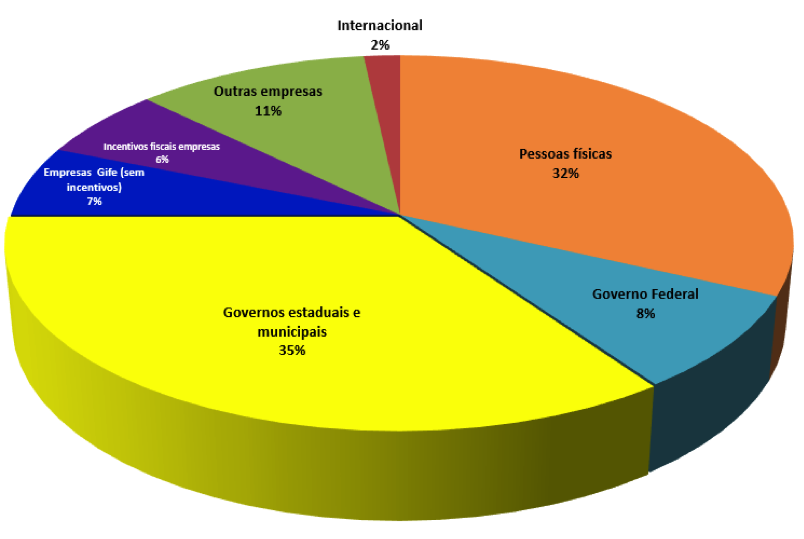 Internacional
2%
Outras empresas
11%
Pessoas físicas
32%
Incentivos fiscais empresas
6%
Empresas Gife (sem
incentivos)
7%
Governo Federal
8%
Governos estaduais e
municipais
35%